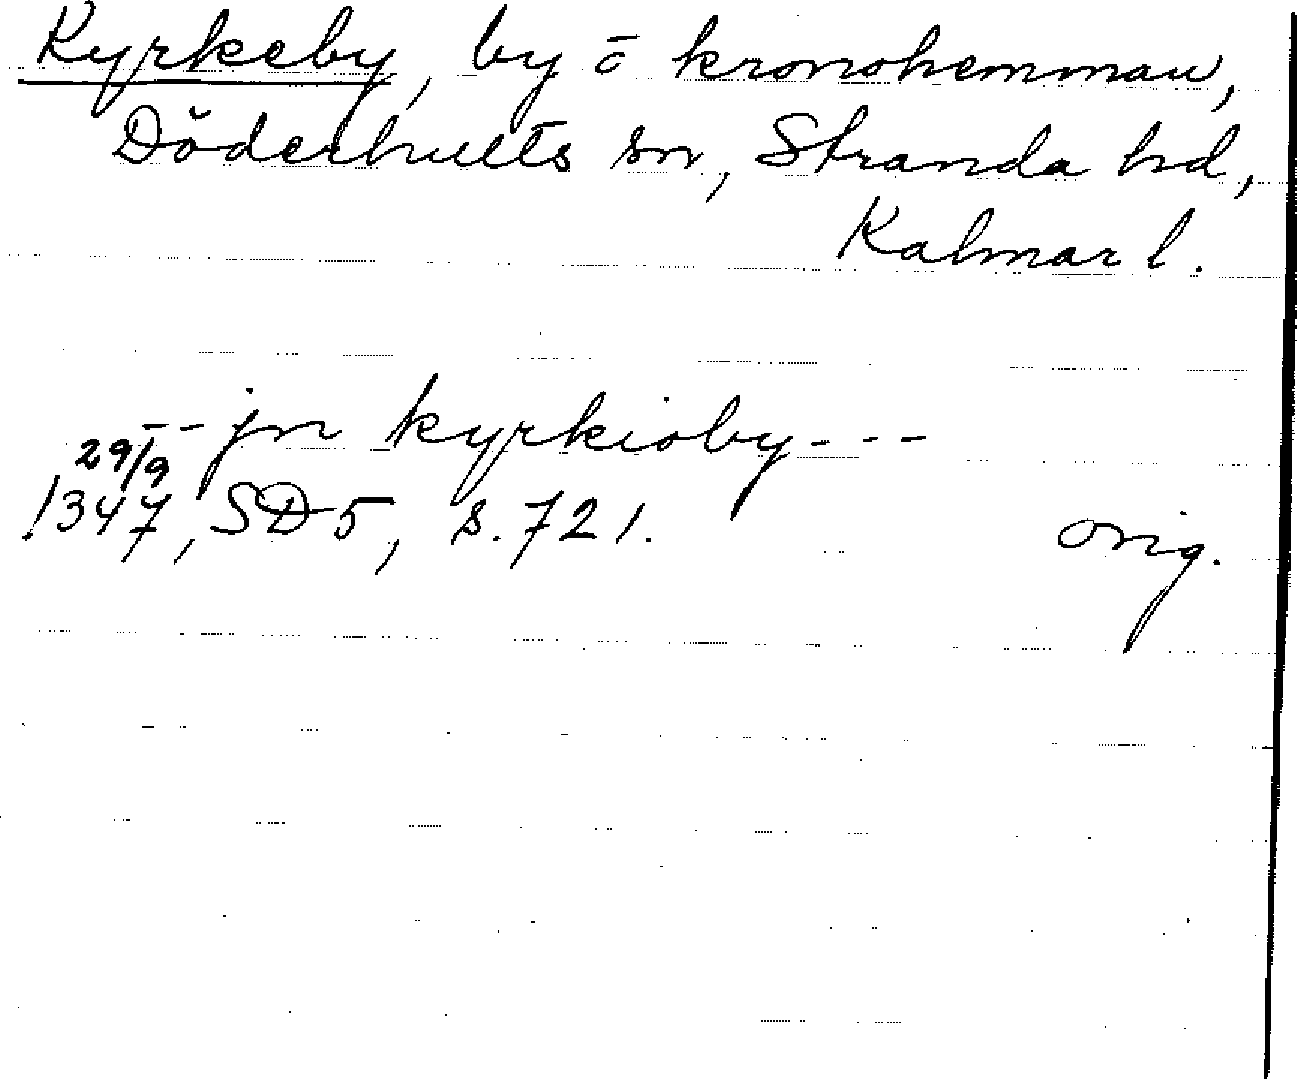 Kyrkeby, by ō kronohemman,
Döderhults sn, Stranda hd,
Kalmar l.
-- jn kyrkioby ---
29/9
1347, SD 5, s. 721.
orig.